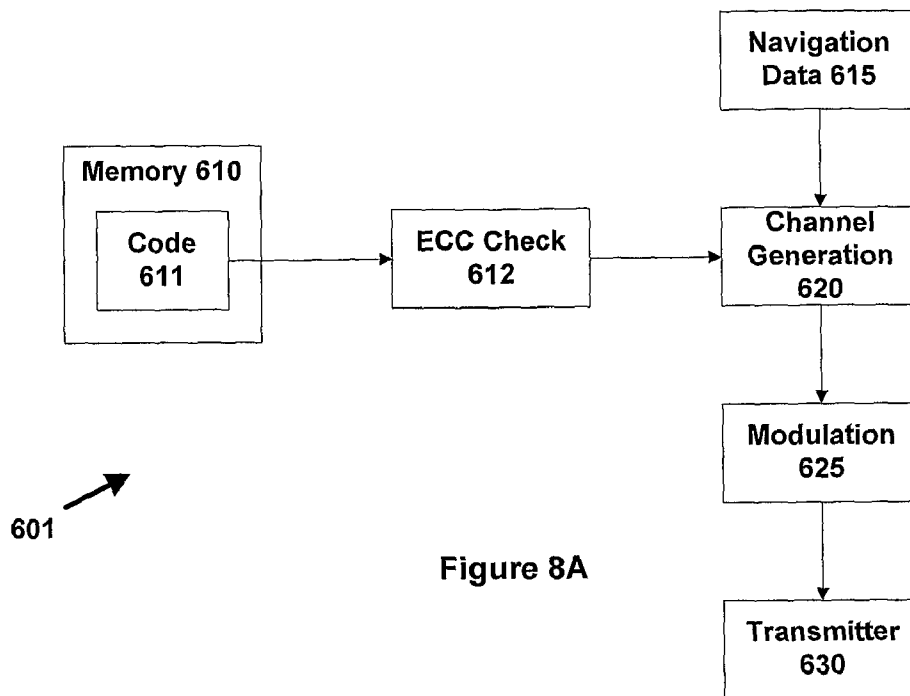 Navigation
Data 615
Memory 610
Code
611
ECC Check
612
Channel
Generation
620
Modulation
625
601
Figure 8A
Transmitter
630